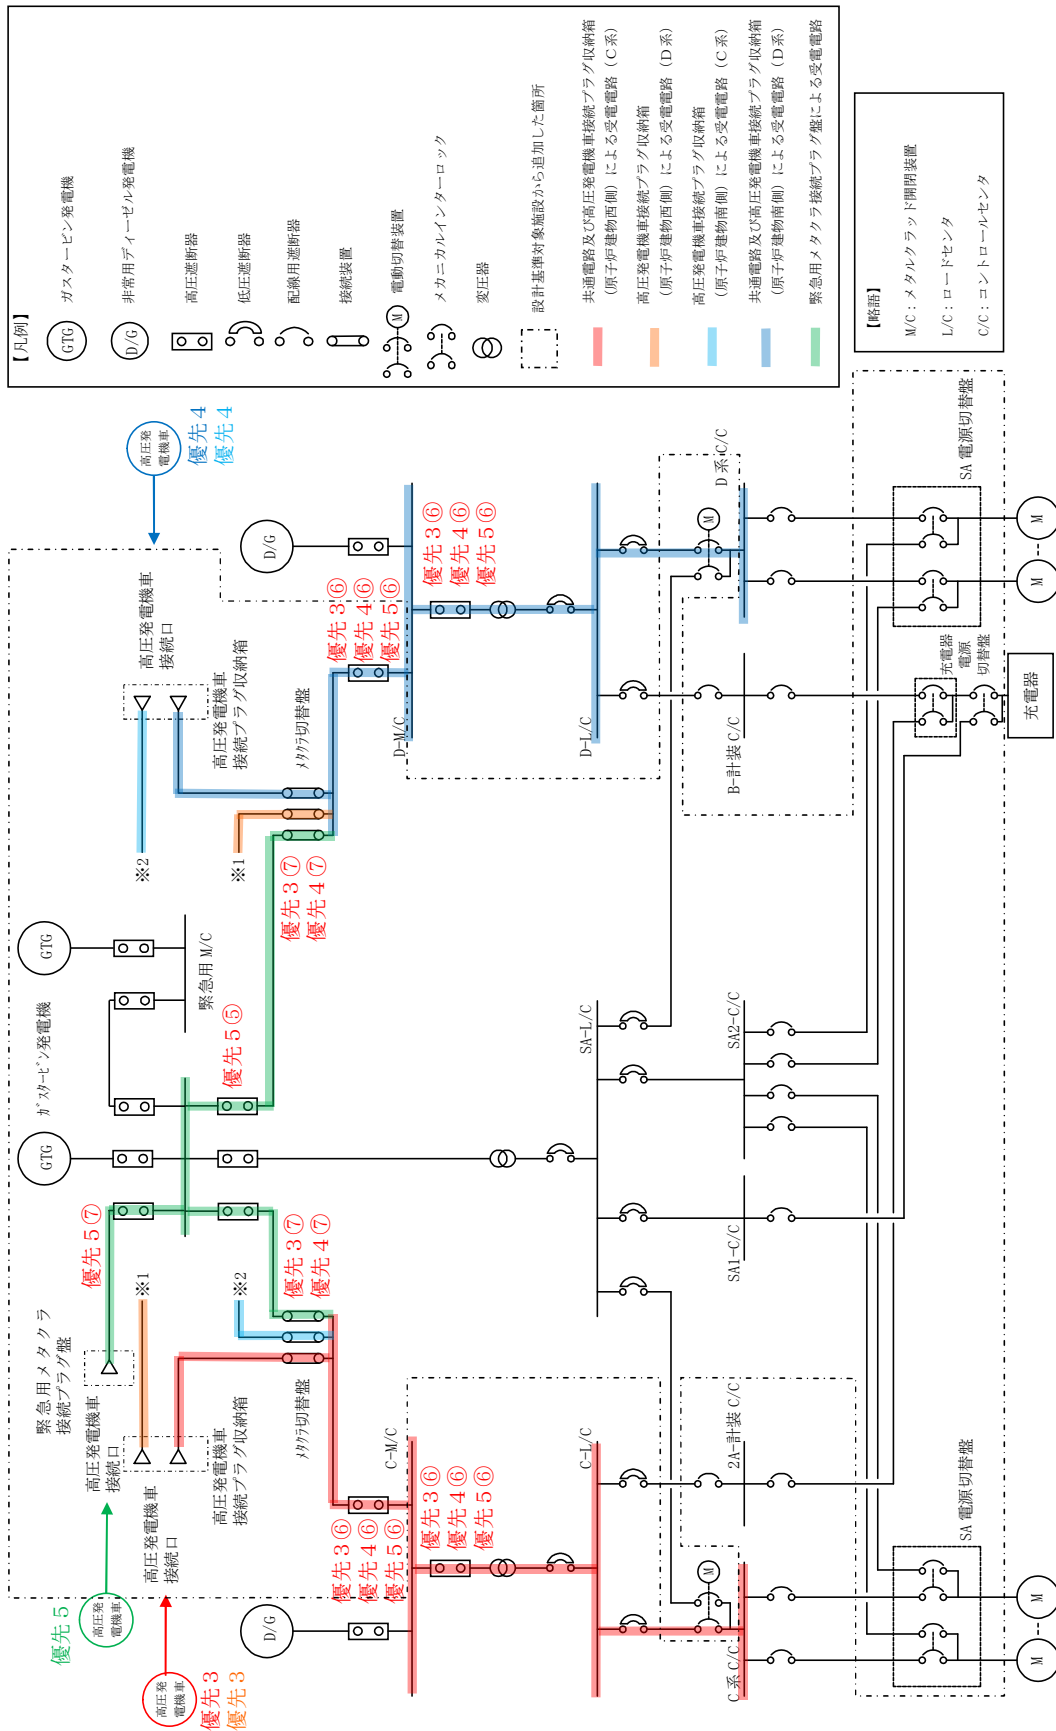 【凡例】
GTG
ガスタービン発電機
D/G
非常用ディーゼル発電機
高圧遮断器
低圧遮断器
配線用遮断器
接続装置
M
電動切替装置
メカニカルインターロック
変圧器
設計基準対象施設から追加した箇所
共通電路及び高圧発電機車接続プラグ収納箱
(原子炉建物西側)による受電電路(C系)
高圧発電機車接続プラグ収納箱
(原子炉建物西側)による受電電路(D系)
高圧発電機車接続プラグ収納箱
(原子炉建物南側)による受電電路(C系)
共通電路及び高圧発電機車接続プラグ収納箱
(原子炉建物南側)による受電電路(D系)
緊急用メタクラ接続プラグ盤による受電電路
【略語】
M/C:メタルクラッド開閉装置
L/C:ロードセンタ
C/C:コントロールセンタ
優先5
高圧発
電機車
優先3
優先3
高圧発
電機車
優先4
優先4
高圧発
電機車
緊急用メタクラ
接続プラグ盤
高圧発電機車
接続口
高圧発電機車
接続口
高圧発電機車
接続プラグ収納箱
メタクラ切替盤
※1
※2
優先5⑦
優先3⑦
優先4⑦
GTG
ガスタービン発電機
GTG
緊急用 M/C
優先5⑤
優先3⑦
優先4⑦
※2
※1
高圧発電機車
接続口
高圧発電機車
接続プラグ収納箱
メタクラ切替盤
D/G
D/G
優先3⑥
優先4⑥
優先5⑥
C-M/C
優先3⑥
優先4⑥
優先5⑥
優先3⑥
優先4⑥
優先5⑥
D-M/C
優先3⑥
優先4⑥
優先5⑥
C-L/C
SA-L/C
D-L/C
M
M
C系 C/C
2A-計装 C/C
SA1-C/C
SA2-C/C
B-計装 C/C
D系 C/C
SA 電源切替盤
SA 電源切替盤
充電器
電源
切替盤
充電器
M
M
M
M